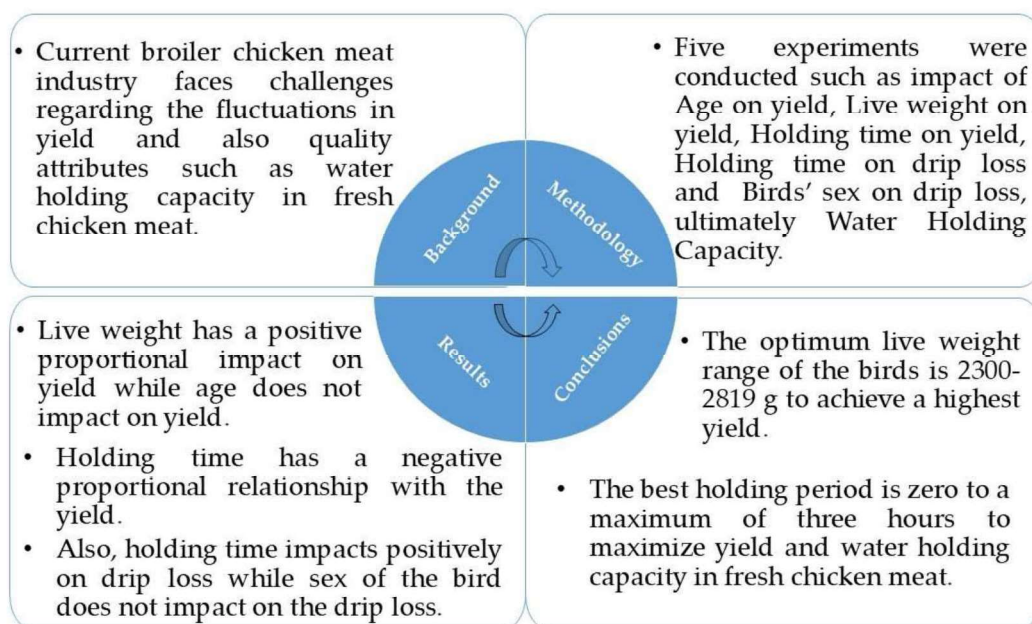 • Current broiler chicken meat
industry faces challenges
regarding the fluctuations in
yield and also quality
attributes such as water
holding capacity in fresh
chicken meat.
• Five experiments were
conducted such as impact of
Age on yield, Live weight on
yield, Holding time on yield,
Holding time on drip loss
and Birds' sex on drip loss,
ultimately Water Holding
Capacity.
Background
Methodology
Results
Conclusions
• Live weight has a positive
proportional impact on
yield while age does not
impact on yield.
• Holding time has a negative
proportional relationship with the
yield.
• Also, holding time impacts positively
on drip loss while sex of the bird
does not impact on the drip loss.
• The optimum live weight
range of the birds is 2300-
2819 g to achieve a highest
yield.
• The best holding period is zero to a
maximum of three hours to
maximize yield and water holding
capacity in fresh chicken meat.